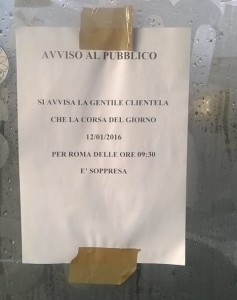 AVVISO AL PUBBLICO
SI AVVISA LA GENTILE CLIENTELA
CHE LA CORSA DEL GIORNO
12/01/2016
PER ROMA DELLE ORE 09:30
E' SOPPRESA